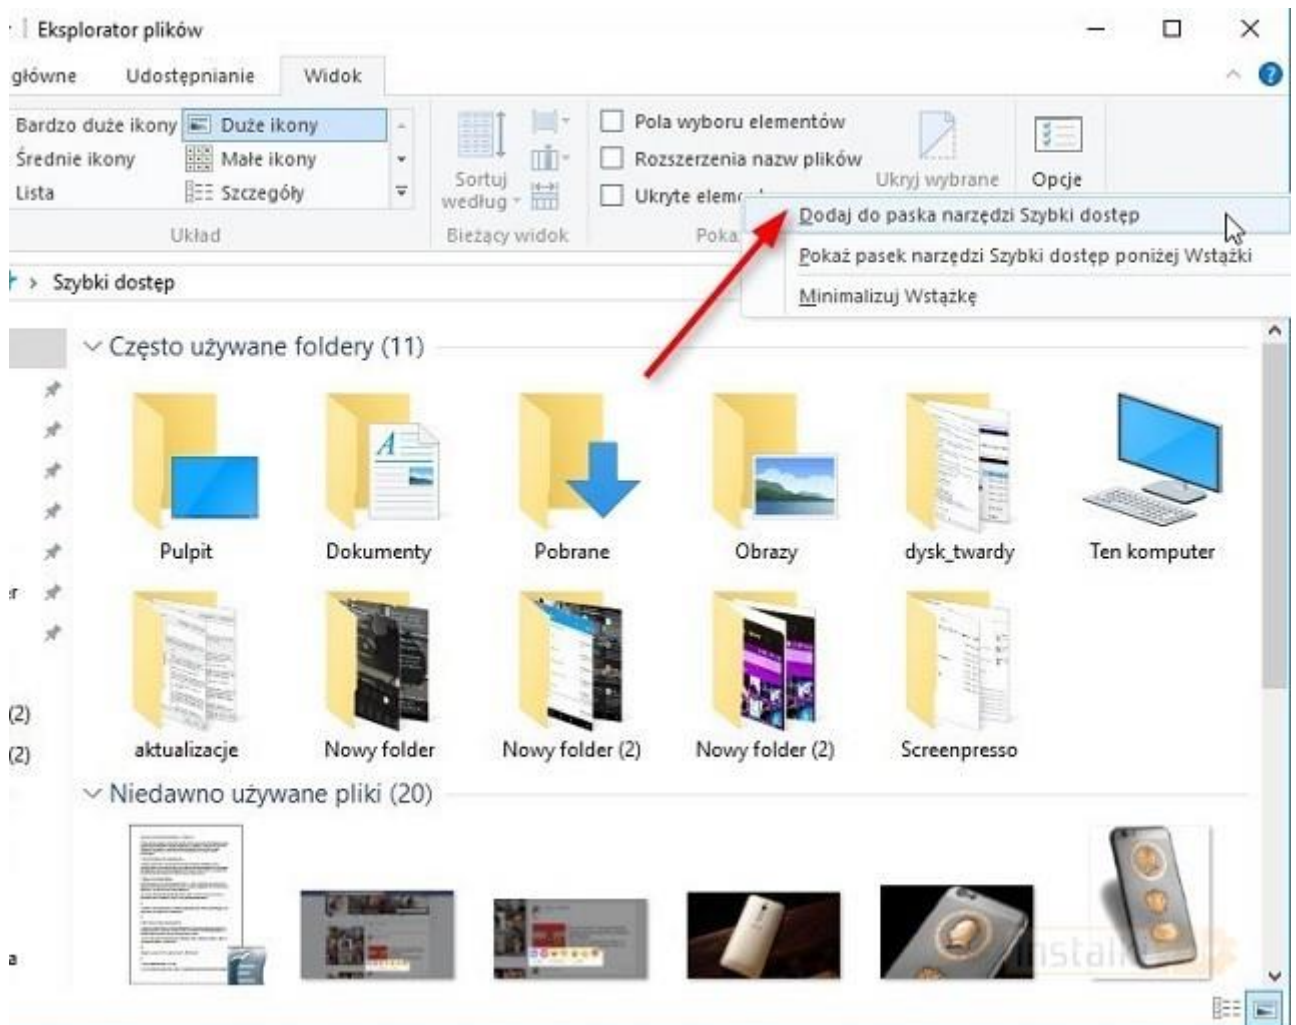 Eksplorator plików
główne Udostępnianie Widok
Bardzo duże ikony Duże ikony
Średnie ikony Małe ikony
Lista Szczegóły
Układ
Sortuj
według
Bieżący widok
Pola wyboru elementów
Rozszerzenia nazw plików
Ukryte
Ukryj wybrane
Opcje
Dodaj do paska narzędzi Szybki dostęp
Pokaż pasek narzędzi Szybki dostęp poniżej Wstążki
Minimalizuj Wstążkę
Szybki dostęp
Często używane foldery (11)
Pulpit Dokumenty Pobrane Obrazy dysk_twardy Ten komputer
aktualizacje Nowy folder Nowy folder (2) Nowy folder (2) Screenpresso
(2)
(2)
Niedawno używane pliki (20)